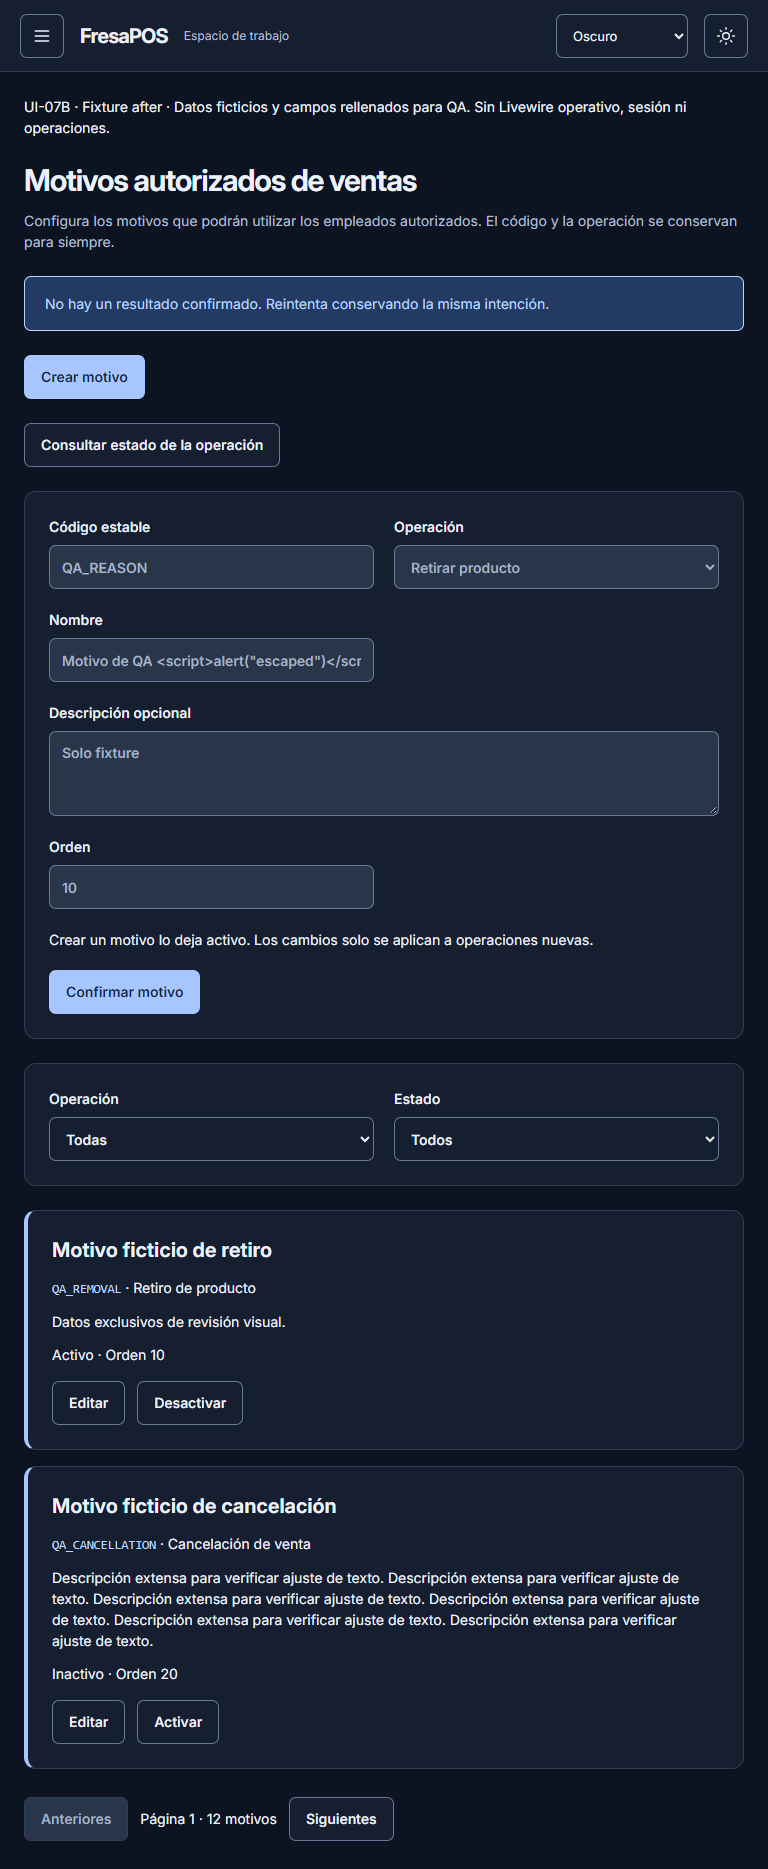 FresaPOS
Espacio de trabajo
Oscuro
UI-07B · Fixture after · Datos ficticios y campos rellenados para QA. Sin Livewire operativo, sesión ni
operaciones.
Motivos autorizados de ventas
Configura los motivos que podrán utilizar los empleados autorizados. El código y la operación se conservan
para siempre.
No hay un resultado confirmado. Reintenta conservando la misma intención.
Crear motivo
Consultar estado de la operación
Código estable
Operación
QA_REASON
Retirar producto
Nombre
Motivo de QA <script>alert("escaped")</scr
Descripción opcional
Solo fixture
Orden
10
Crear un motivo lo deja activo. Los cambios solo se aplican a operaciones nuevas.
Confirmar motivo
Operación
Estado
Todas
Todos
Motivo ficticio de retiro
QA_REMOVAL · Retiro de producto
Datos exclusivos de revisión visual.
Activo · Orden 10
Editar
Desactivar
Motivo ficticio de cancelación
QA_CANCELLATION · Cancelación de venta
Descripción extensa para verificar ajuste de texto. Descripción extensa para verificar ajuste de
texto. Descripción extensa para verificar ajuste de texto. Descripción extensa para verificar ajuste
de texto. Descripción extensa para verificar ajuste de texto. Descripción extensa para verificar
ajuste de texto.
Inactivo · Orden 20
Editar
Activar
Anteriores
Página 1 · 12 motivos
Siguientes